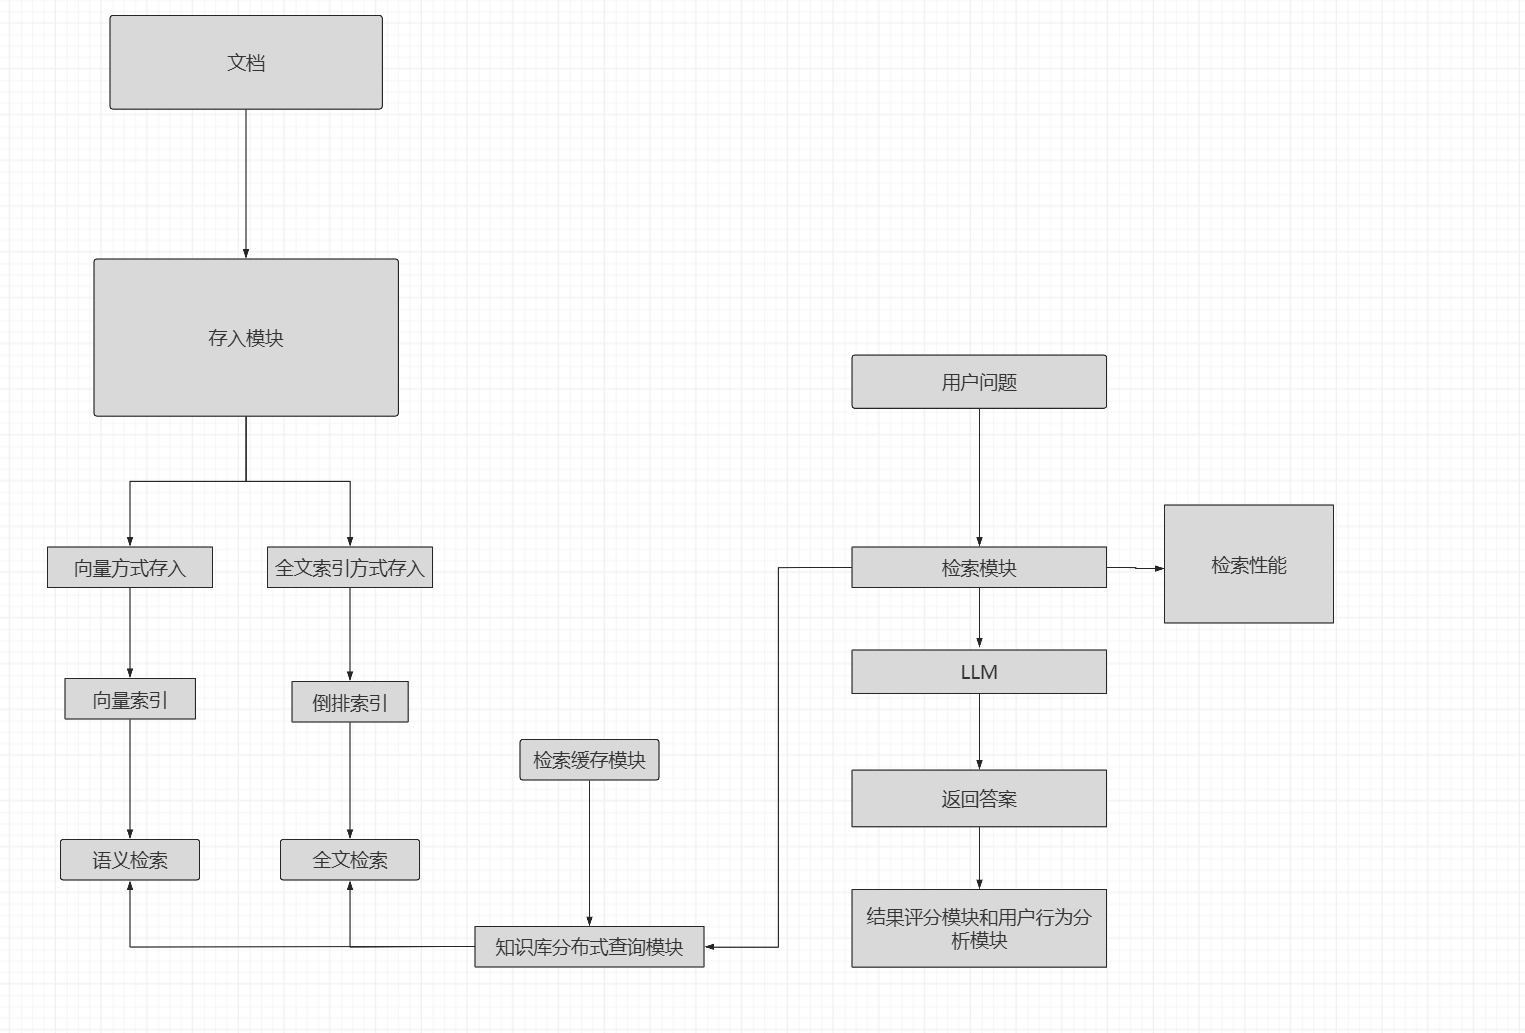 文档
存入模块
用户问题
向量方式存入
全文索引方式存入
检索模块
检索性能
LLM
向量索引
倒排索引
检索缓存模块
返回答案
语义检索
全文检索
结果评分模块和用户行为分
析模块
知识库分布式查询模块